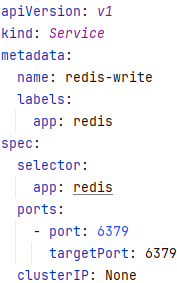 apiVersion: v1
kind: Service
metadata:
  name: redis-write
  labels:
    app: redis
spec:
  selector:
    app: redis
  ports:
    - port: 6379
      targetPort: 6379
  clusterIP: None